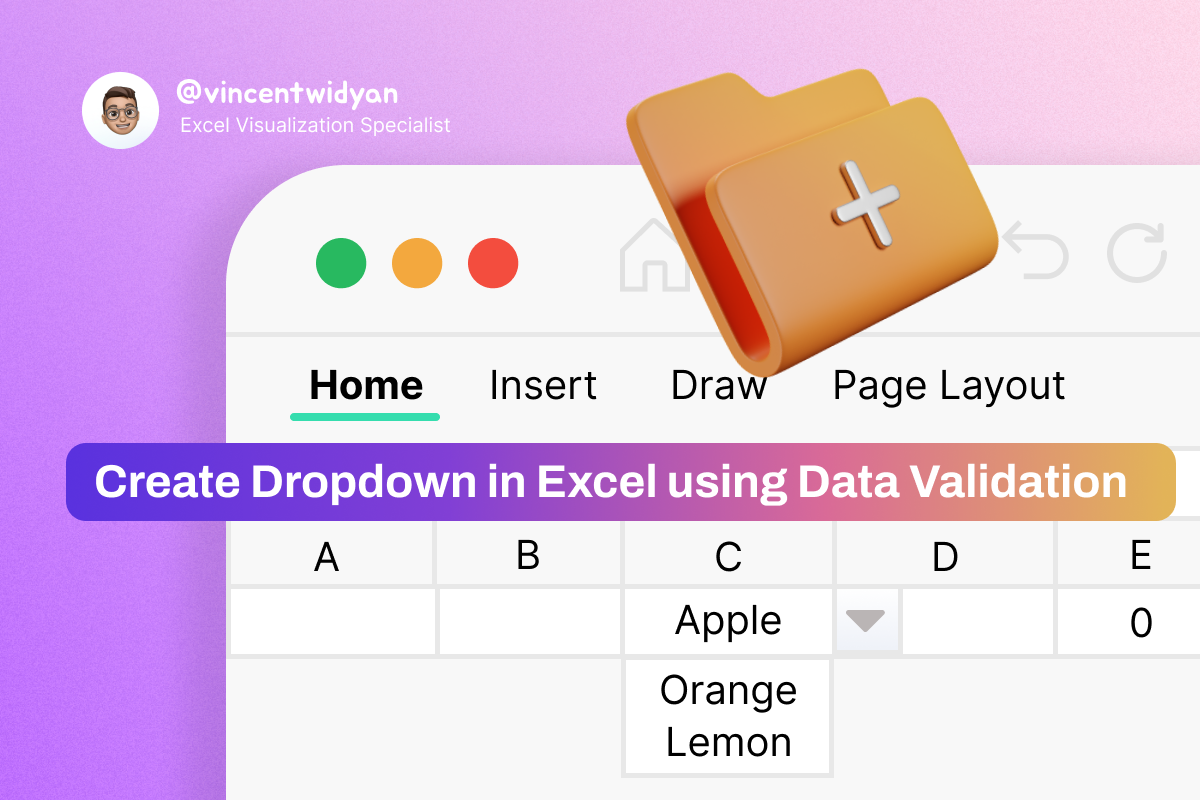 @vincentwidyan
Excel Visualization Specialist
Home Insert Draw Page Layout
Create Dropdown in Excel using Data Validation
A B C D E
Apple 0
Orange
Lemon